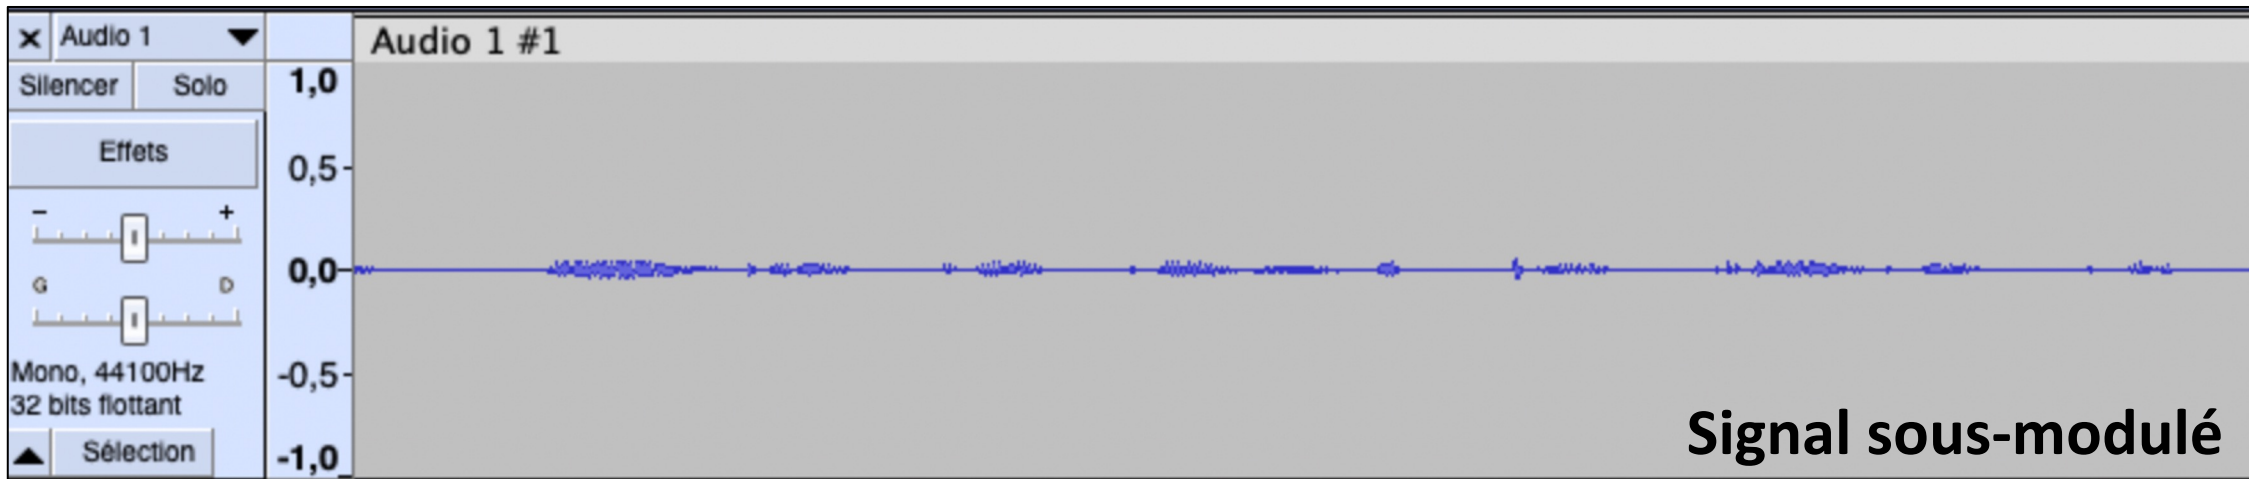 Audio 1
Audio 1 #1
Silencer Solo
Effets
- +
G D
Mono, 44100Hz
32 bits flottant
Sélection
1,0
0,5
0,0
-0,5
-1,0
Signal sous-modulé